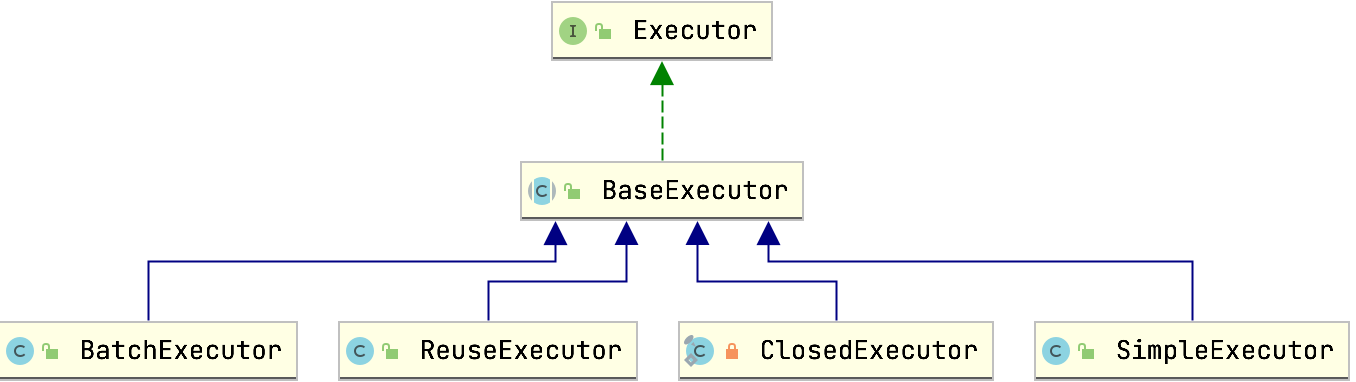 I Executor
C BaseExecutor
C BatchExecutor
C ReuseExecutor
C ClosedExecutor
C SimpleExecutor